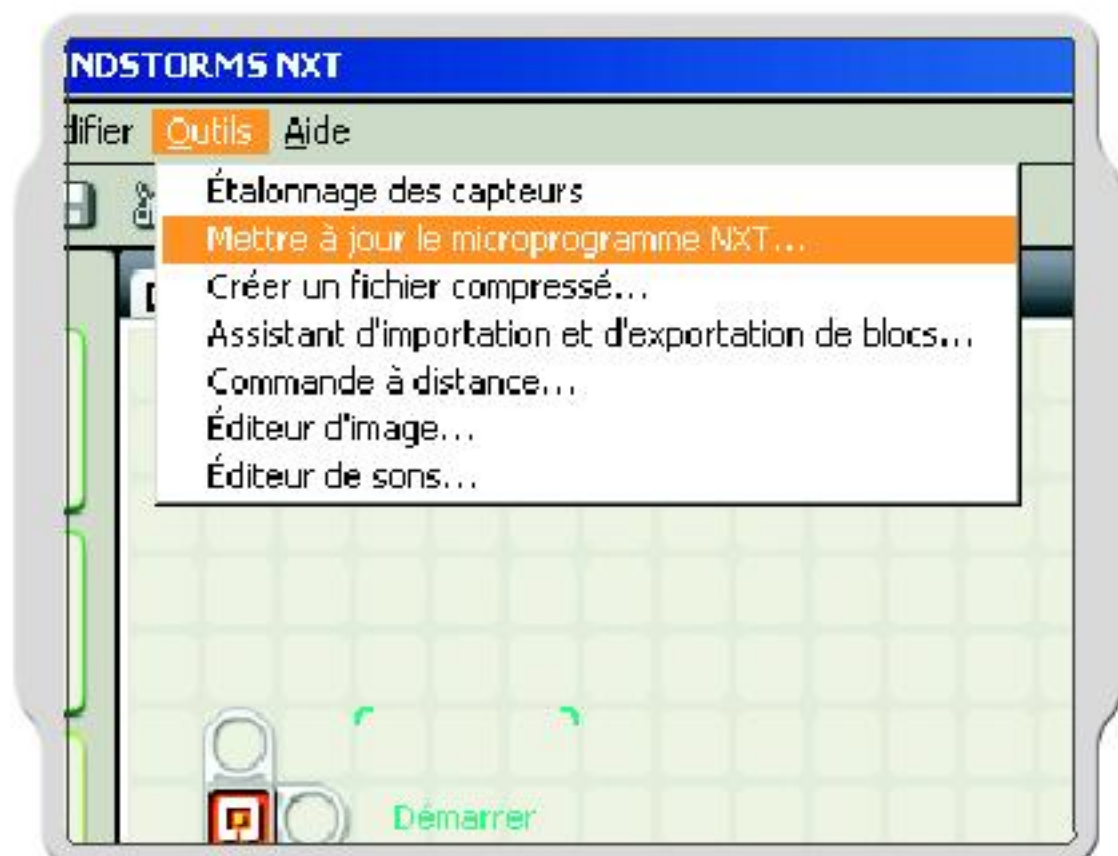 NDSTORMS NXT
difier Outils Aide
Étalonnage des capteurs
Mettre à jour le microprogramme NXT...
Créer un fichier compressé...
Assistant d'importation et d'exportation de blocs...
Commande à distance...
Éditeur d'image...
Éditeur de sons...
Démarrer